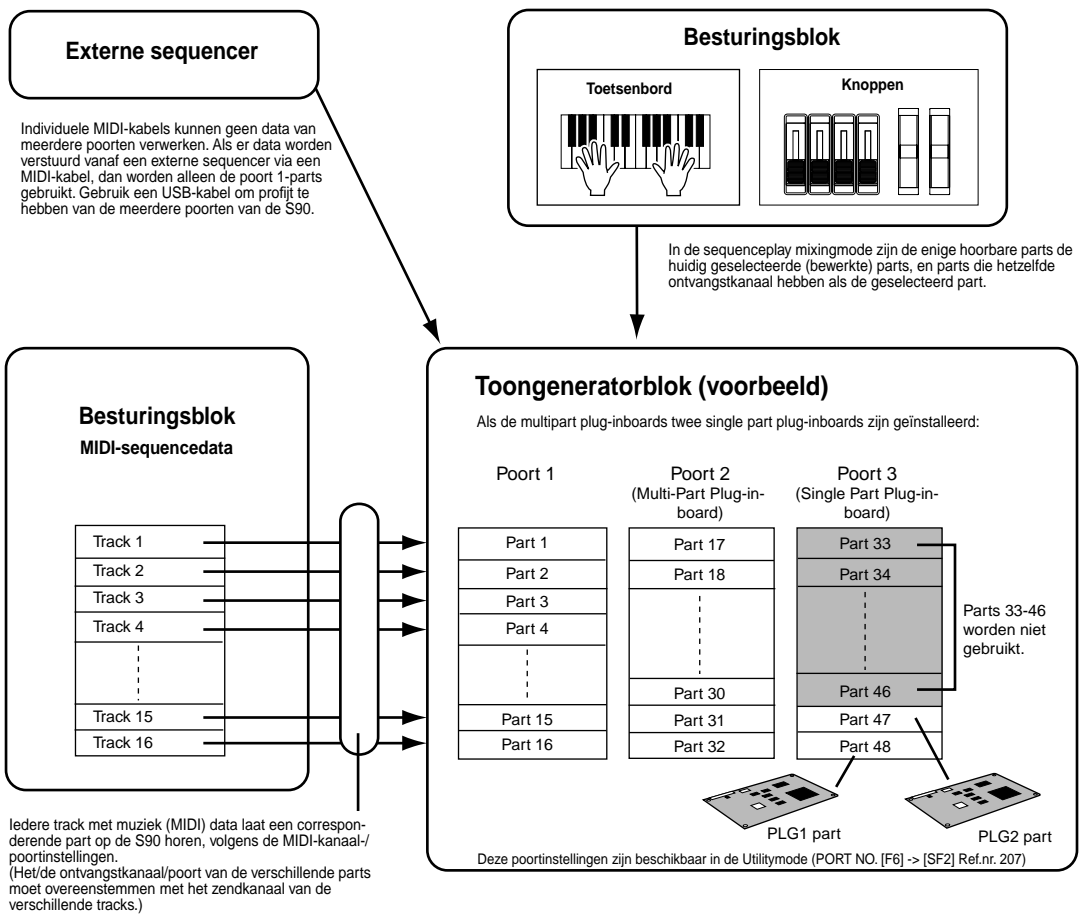 Externe sequencer
Individuele MIDI-kabels kunnen geen data van
meerdere poorten verwerken. Als er data worden
verstuurd vanaf een externe sequencer via een
MIDI-kabel, dan worden alleen de poort 1-parts
gebruikt. Gebruik een USB-kabel om profijt te
hebben van de meerdere poorten van de S90.
Besturingsblok
Toetsenbord
Knoppen
In de sequenceplay mixingmode zijn de enige hoorbare parts de
huidig geselecteerde (bewerkte) parts, en parts die hetzelfde
ontvangstkanaal hebben als de geselecteerd part.
Besturingsblok
MIDI-sequencedata
Track 1
Track 2
Track 3
Track 4
Track 15
Track 16
Iedere track met muziek (MIDI) data laat een correspon-
derende part op de S90 horen, volgens de MIDI-kanaal-/
poortinstellingen.
(Het/de ontvangstkanaal/poort van de verschillende parts
moet overeenstemmen met het zendkanaal van de
verschillende tracks.)
Toongeneratorblok (voorbeeld)
Als de multipart plug-inboards twee single part plug-inboards zijn geïnstalleerd:
Poort 1
Part 1
Part 2
Part 3
Part 4
Part 15
Part 16
Poort 2
(Multi-Part Plug-in-
board)
Part 17
Part 18
Part 30
Part 31
Part 32
Poort 3
(Single Part Plug-in-
board)
Part 33
Part 34
Part 46
Part 47
Part 48
Parts 33-46
worden niet
gebruikt.
PLG1 part
PLG2 part
Deze poortinstellingen zijn beschikbaar in de Utilitymode (PORT NO. [F6] -> [SF2] Ref.nr. 207)